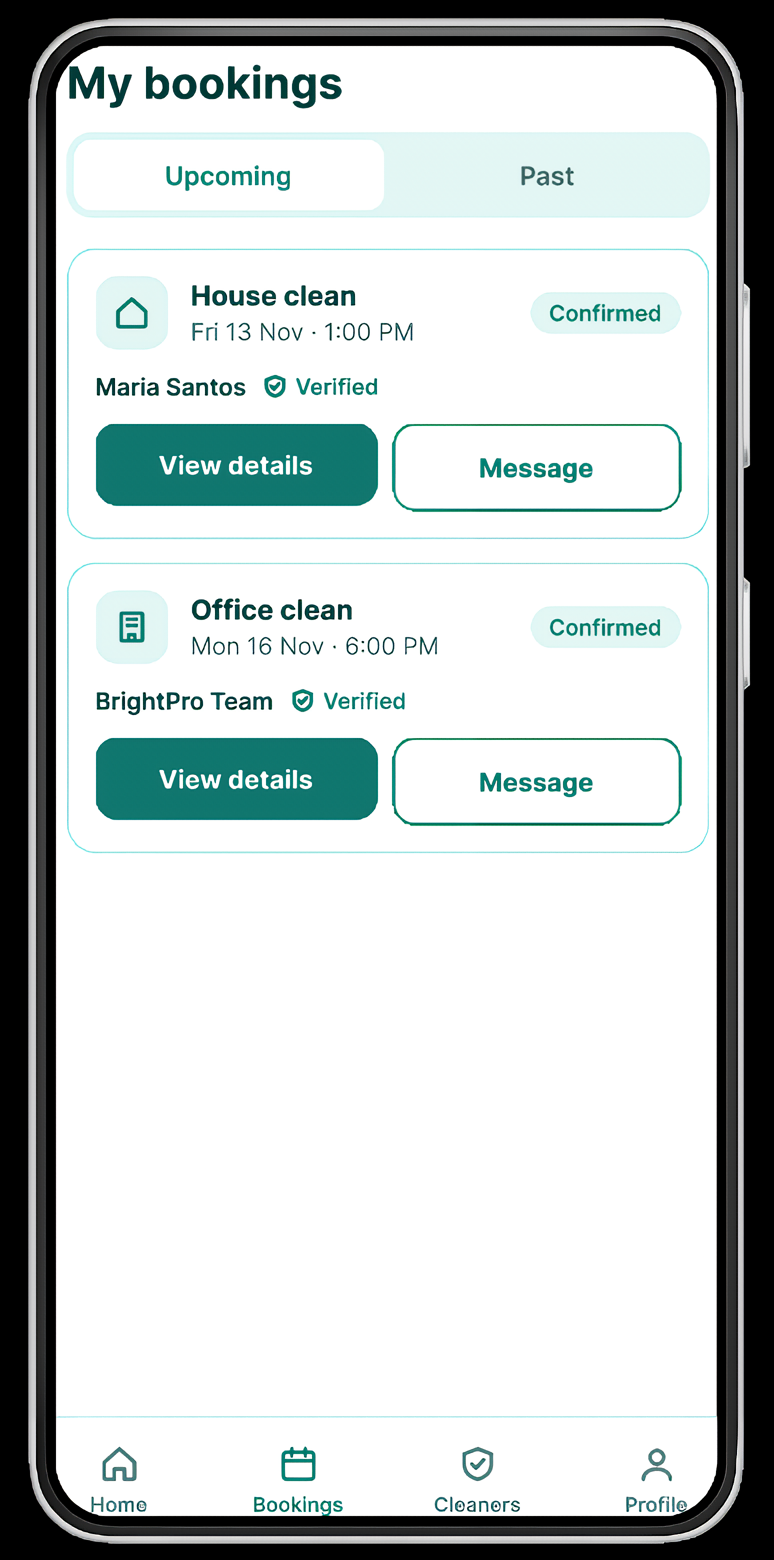 My bookings
Upcoming Past
House clean
Fri 13 Nov · 1:00 PM
Confirmed
Maria Santos Verified
View details Message
Office clean
Mon 16 Nov · 6:00 PM
Confirmed
BrightPro Team Verified
View details Message
Home Bookings Cleaners Profile